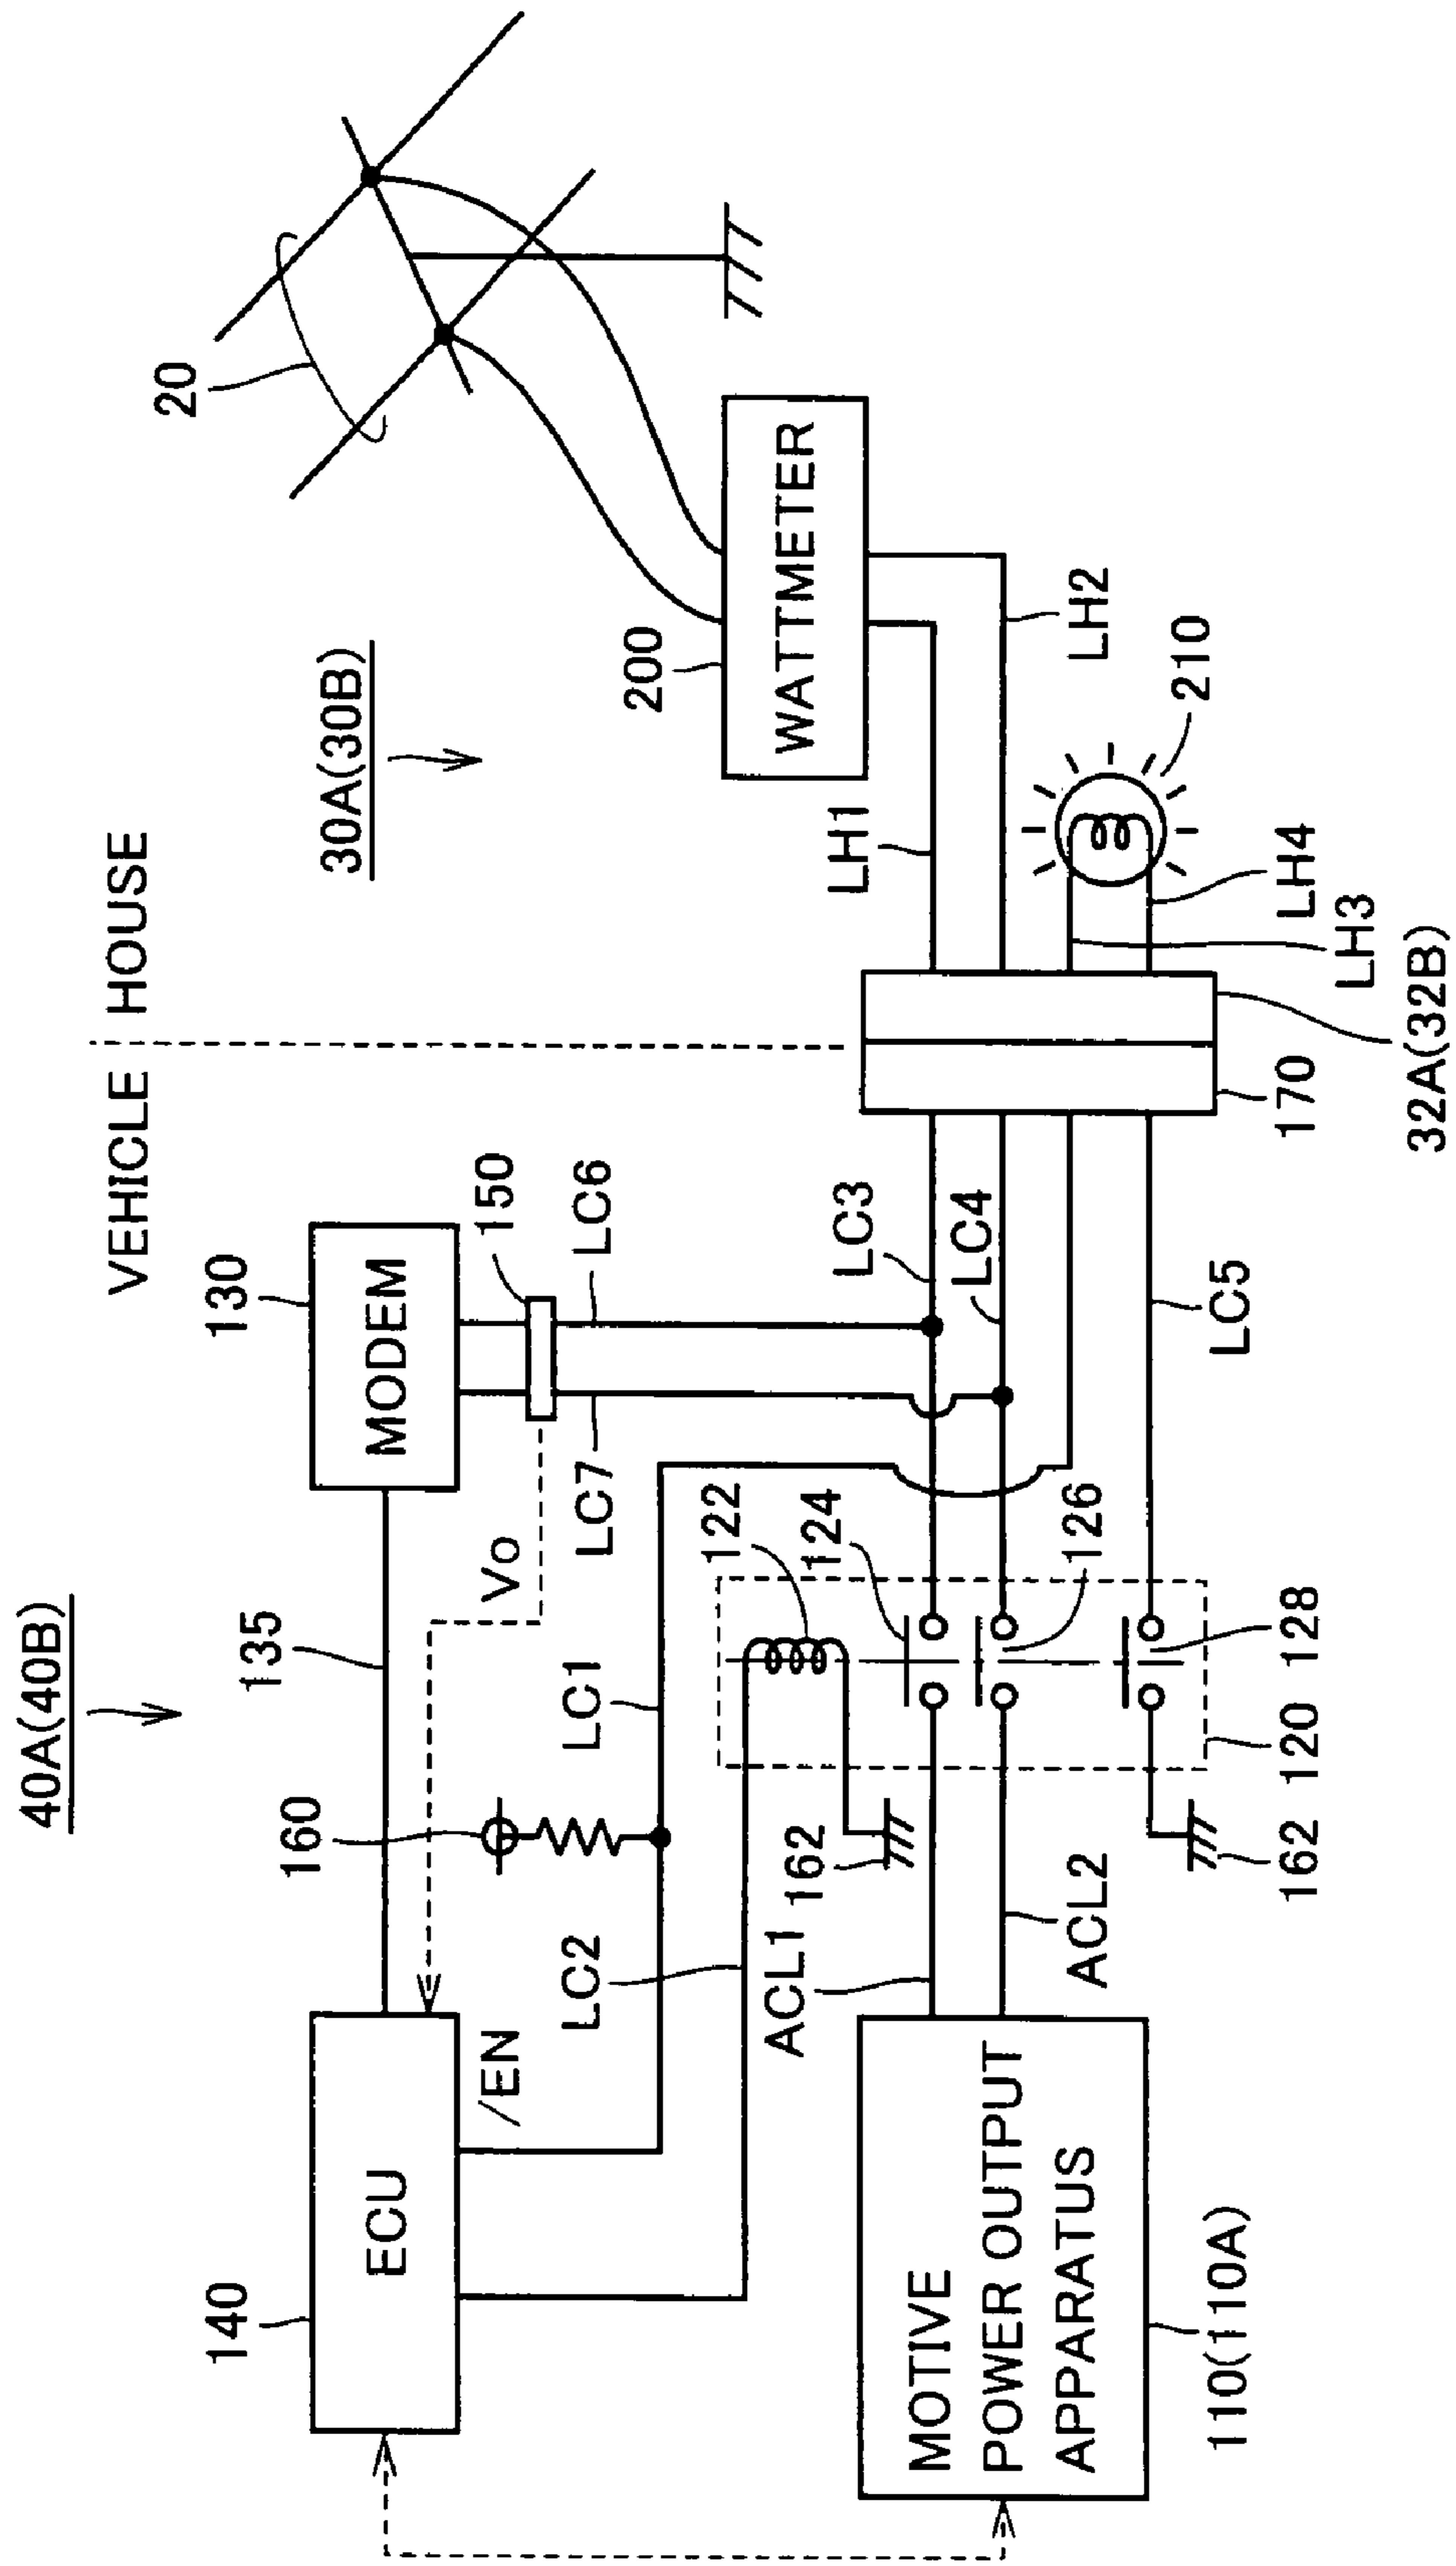 40A(40B)
VEHICLE
HOUSE
30A(30B)
20
140
ECU
135
130
MODEM
150
160
Vo
/EN
LC2
LC1
LC7
LC6
200
WATTMETER
122
124
162
ACL1
LC3
LH1
MOTIVE
POWER OUTPUT
APPARATUS
ACL2
126
LC4
LH2
110(110A)
162
120
128
LC5
170
LH3
LH4
210
32A(32B)